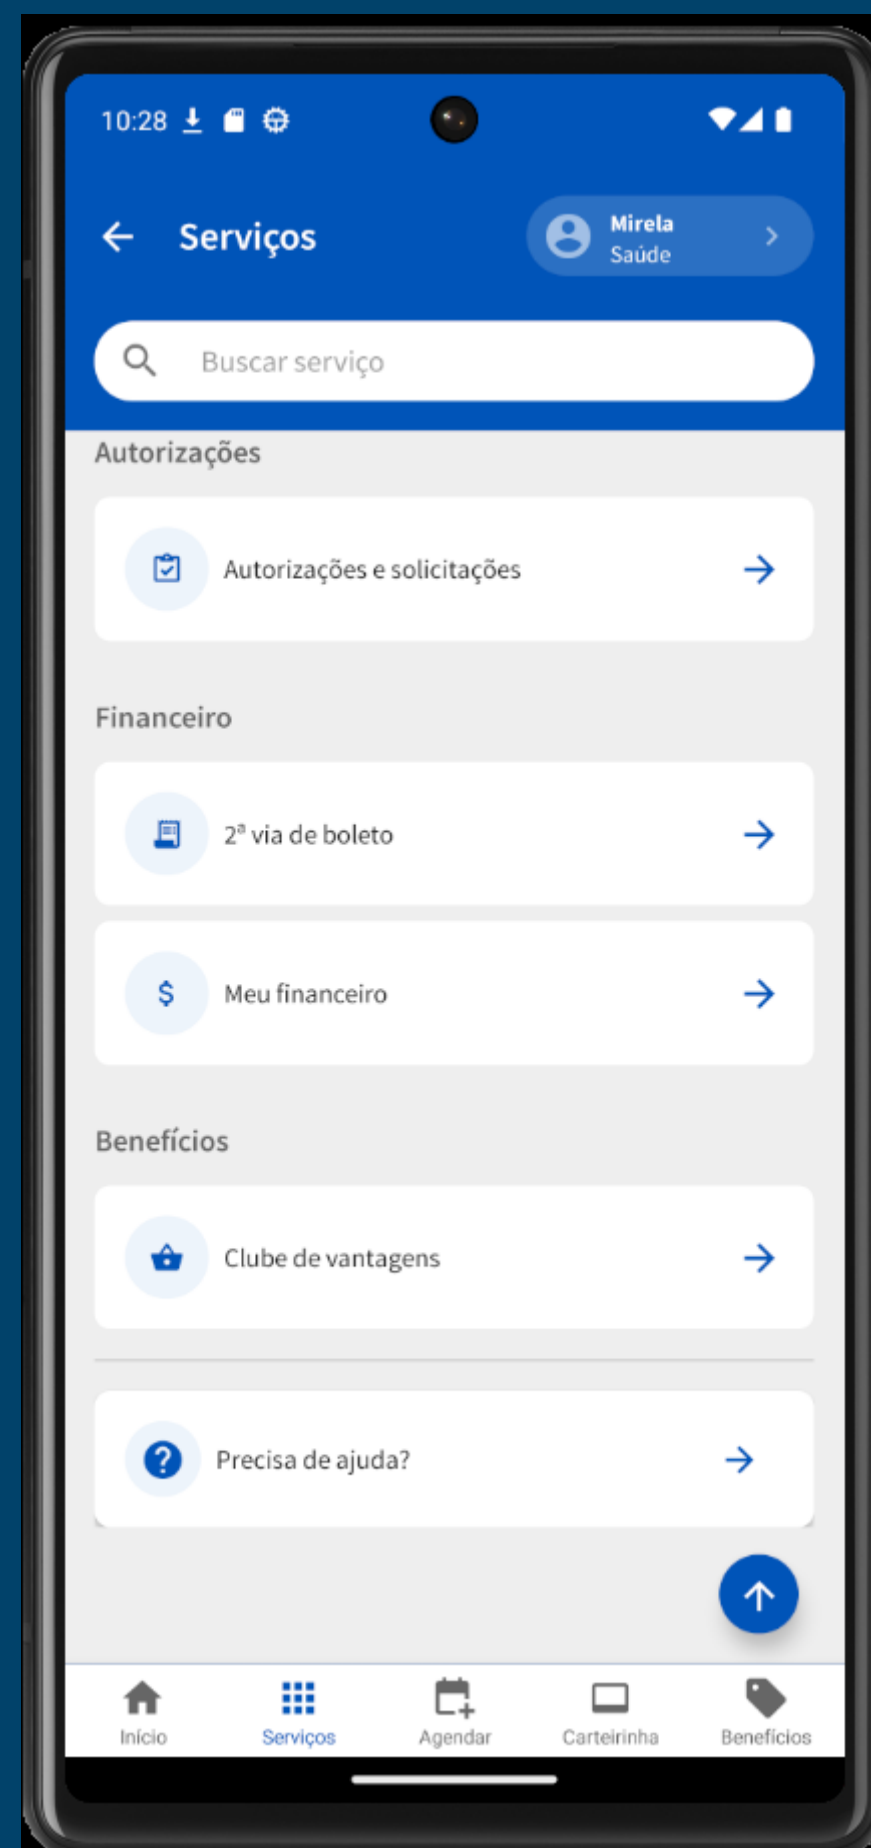 10:28
Serviços
Mirela
Saúde
Buscar serviço
Autorizações
Autorizações e solicitações
Financeiro
2ª via de boleto
Meu financeiro
Benefícios
Clube de vantagens
Precisa de ajuda?
Início
Serviços
Agendar
Carteirinha
Benefícios